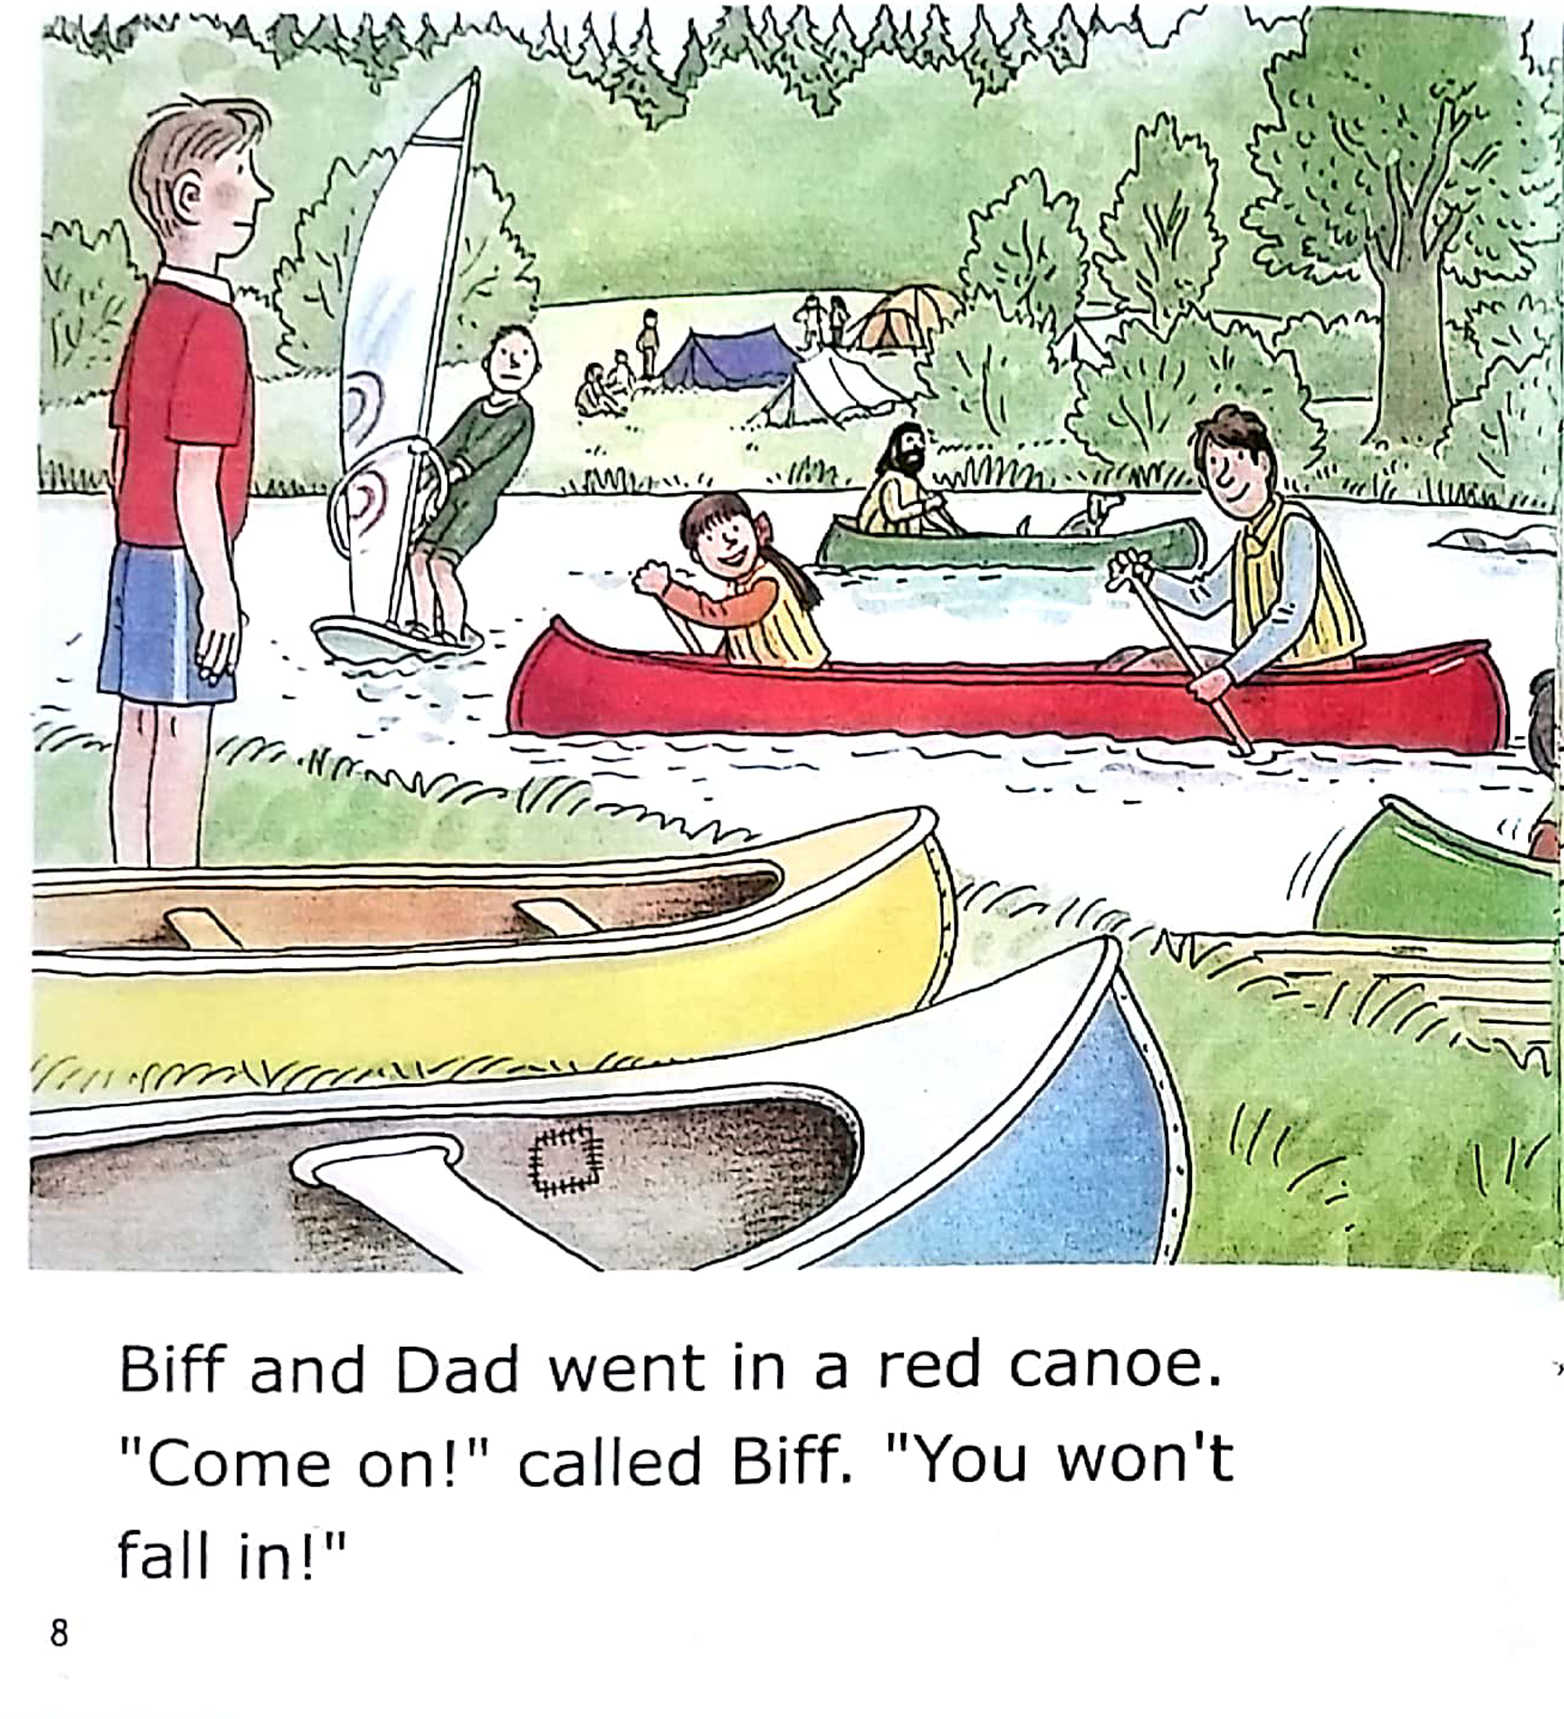 Biff and Dad went in a red canoe.
"Come on!" called Biff. "You won't
fall in!"
8